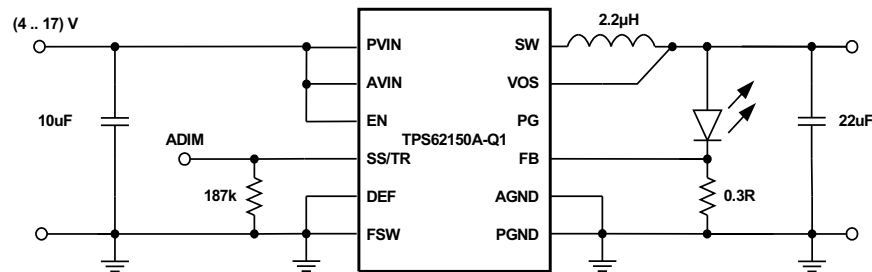 (4 .. 17) V
2.2µH
PVIN
SW
AVIN
VOS
10uF
EN
PG
22uF
ADIM
TPS62150A-Q1
SS/TR
FB
187k
DEF
AGND
0.3R
FSW
PGND